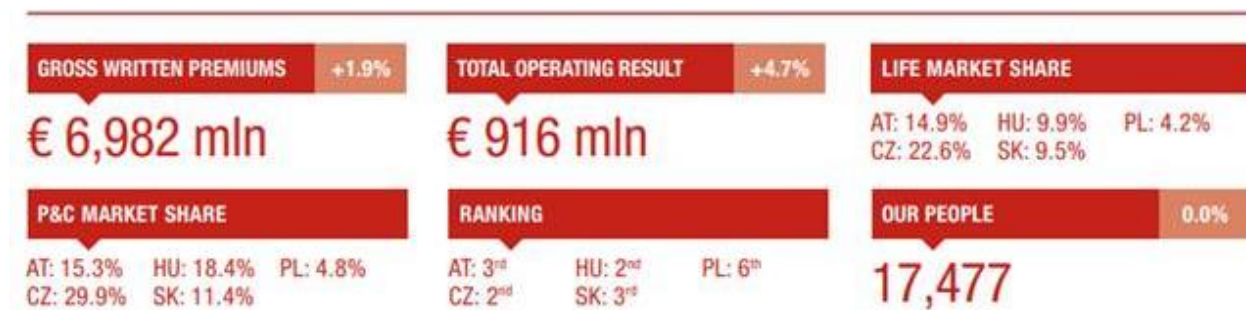 GROSS WRITTEN PREMIUMS +1.9%
€ 6,982 mln
TOTAL OPERATING RESULT +4.7%
€ 916 mln
LIFE MARKET SHARE
AT: 14.9% HU: 9.9% PL: 4.2%
CZ: 22.6% SK: 9.5%
P&C MARKET SHARE
AT: 15.3% HU: 18.4% PL: 4.8%
CZ: 29.9% SK: 11.4%
RANKING
AT: 3rd HU: 2nd PL: 6th
CZ: 2nd SK: 3rd
OUR PEOPLE 0.0%
17,477